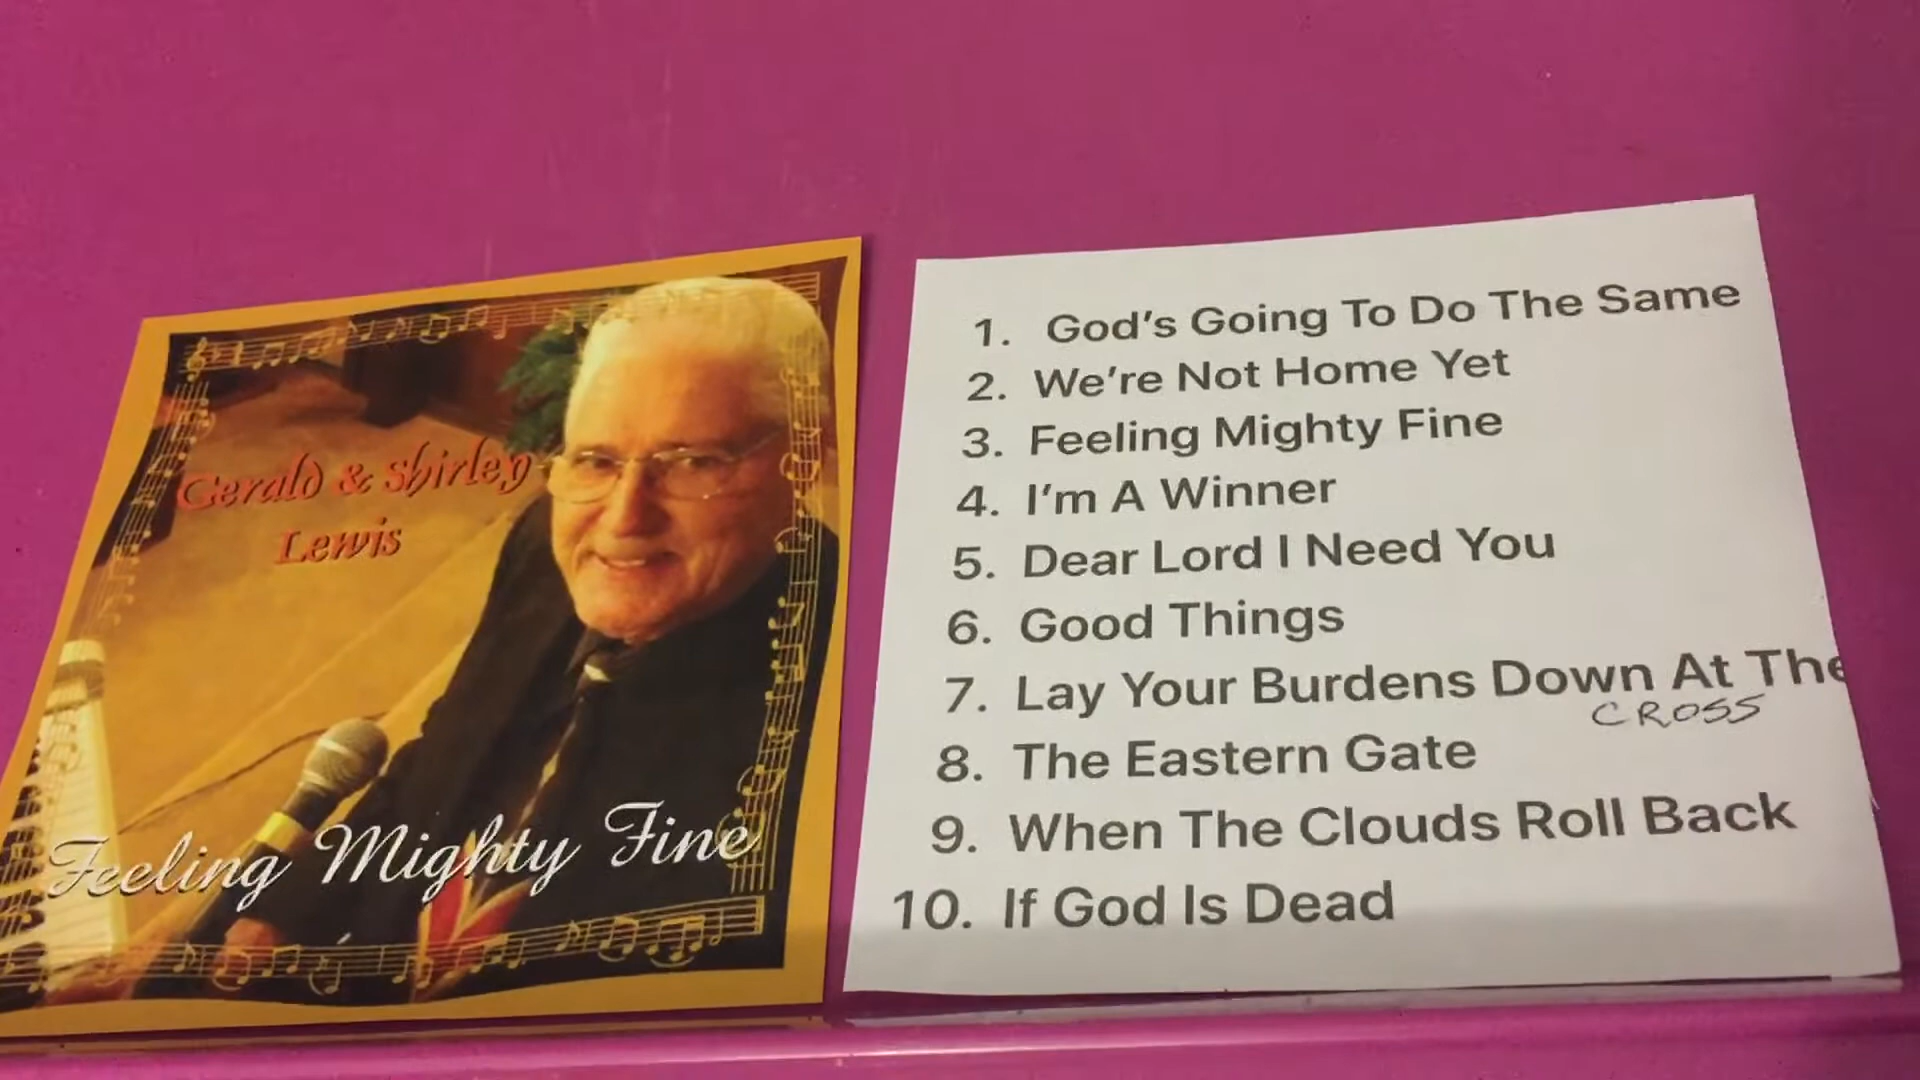 Gerald & Shirley
Lewis
Feeling Mighty Fine
1. God's Going To Do The Same
2. We're Not Home Yet
3. Feeling Mighty Fine
4. I'm A Winner
5. Dear Lord I Need You
6. Good Things
7. Lay Your Burdens Down At The
CROSS
8. The Eastern Gate
9. When The Clouds Roll Back
10. If God Is Dead